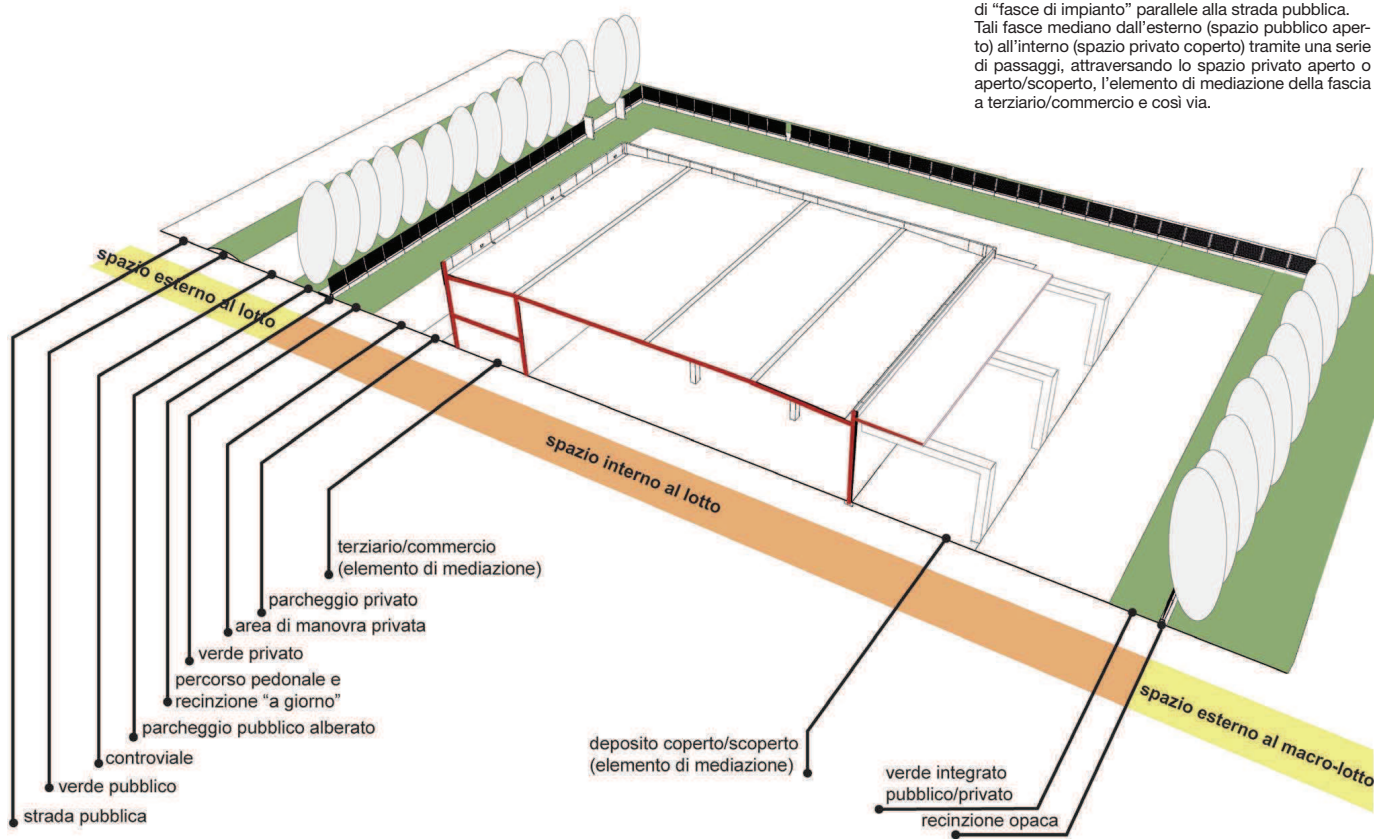 di “fasce di impianto” parallele alla strada pubblica.
Tali fasce mediano dall’esterno (spazio pubblico aper-
to) all’interno (spazio privato coperto) tramite una serie
di passaggi, attraversando lo spazio privato aperto o
aperto/scoperto, l’elemento di mediazione della fascia
a terziario/commercio e così via.
spazio esterno al lotto
spazio interno al lotto
spazio esterno al macro-lotto
terziario/commercio
(elemento di mediazione)
parcheggio privato
area di manovra privata
verde privato
percorso pedonale e
recinzione “a giorno”
parcheggio pubblico alberato
controviale
verde pubblico
strada pubblica
deposito coperto/scoperto
(elemento di mediazione)
verde integrato
pubblico/privato
recinzione opaca